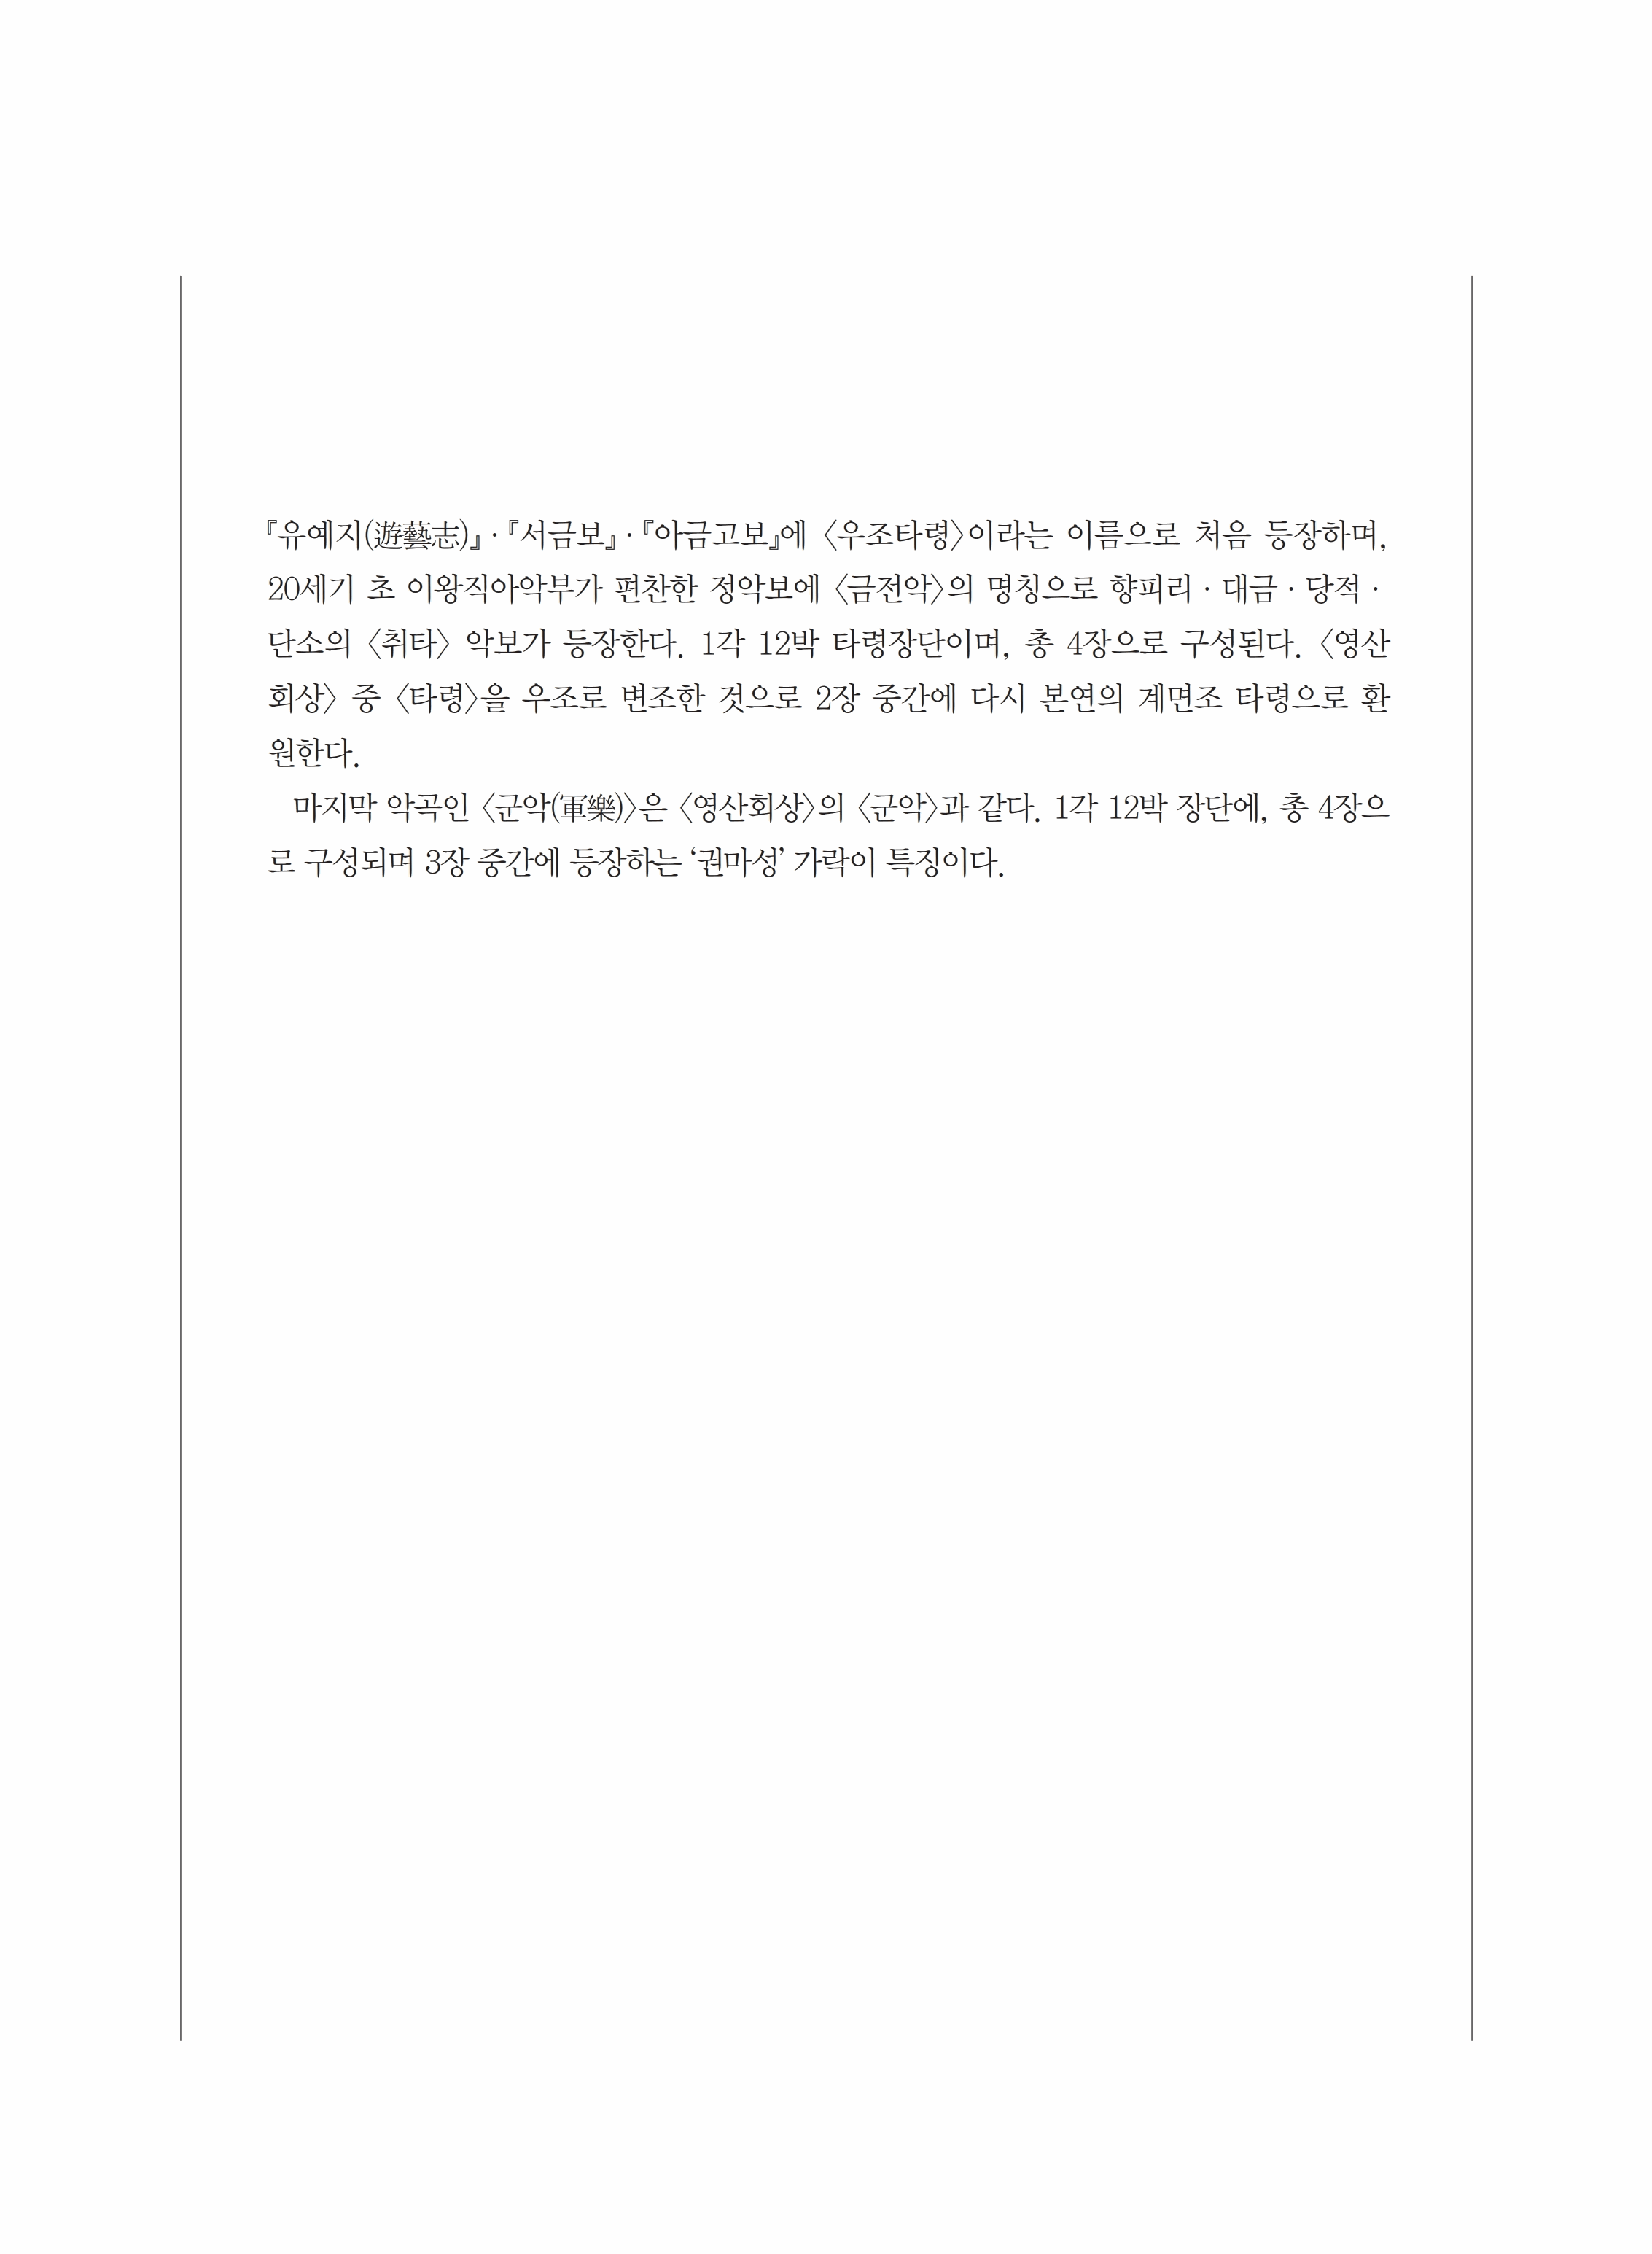 『유예지(遊藝志)』·『서금보』·『아금고보』에 〈우조타령〉이라는 이름으로 처음 등장하며,
20세기 초 이왕직아악부가 편찬한 정악보에 〈금전악〉의 명칭으로 향피리 · 대금 · 당적 ·
단소의 〈취타〉 악보가 등장한다. 1각 12박 타령장단이며, 총 4장으로 구성된다. 〈영산
회상〉 중 〈타령〉을 우조로 변조한 것으로 2장 중간에 다시 본연의 계면조 타령으로 환
원한다.
마지막 악곡인 〈군악(軍樂)〉은 〈영산회상〉의 〈군악〉과 같다. 1각 12박 장단에, 총 4장으
로 구성되며 3장 중간에 등장하는 ‘권마성’ 가락이 특징이다.